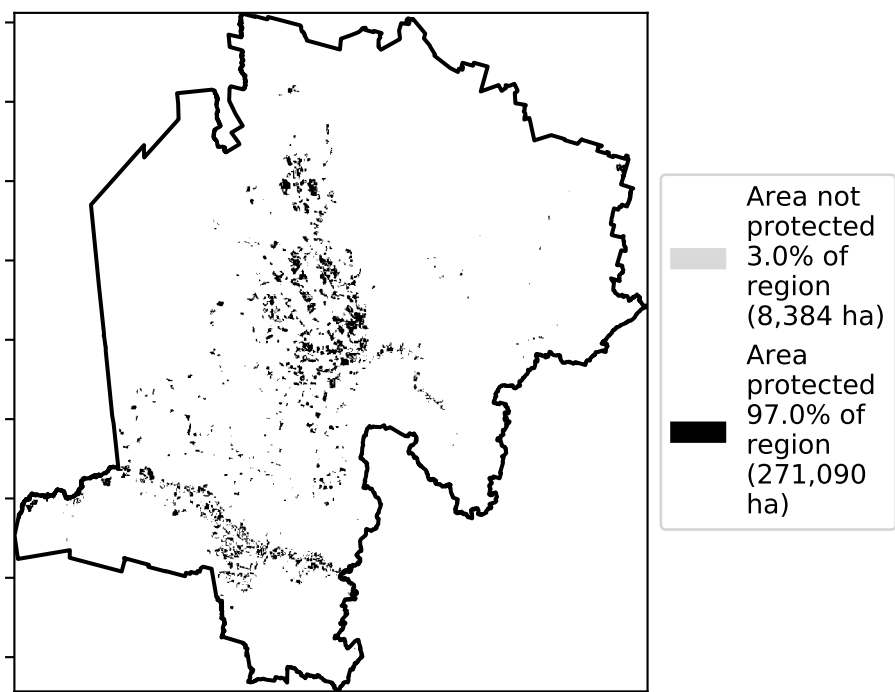 Area not
protected
3.0% of
region
(8,384 ha)
Area
protected
97.0% of
region
(271,090
ha)